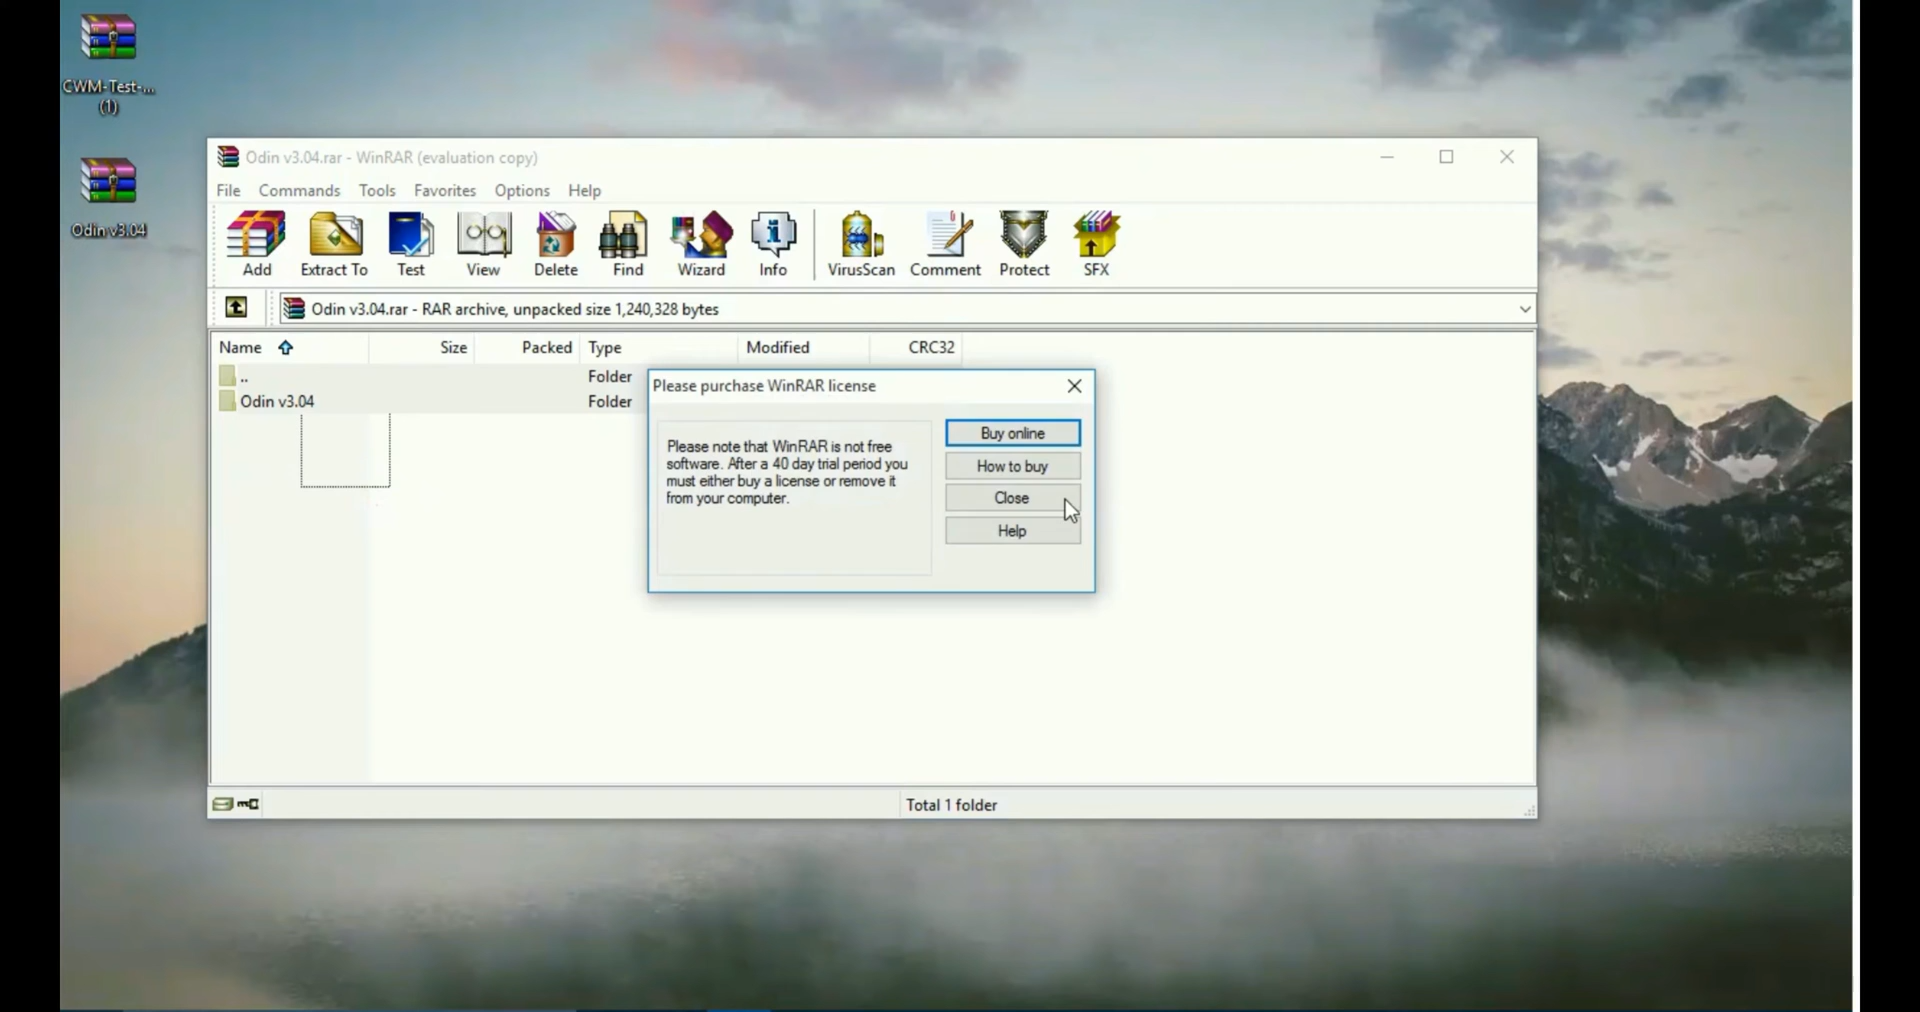 CWM-Test-...
(1)
Odin v3.04
Odin v3.04.rar - WinRAR (evaluation copy)
File Commands Tools Favorites Options Help
Add Extract To Test View Delete Find Wizard Info VirusScan Comment Protect SFX
Odin v3.04.rar - RAR archive, unpacked size 1,240,328 bytes
Name Size Packed Type Modified CRC32
.. Folder
Odin v3.04 Folder
Please purchase WinRAR license
Please note that WinRAR is not free
software. After a 40 day trial period you
must either buy a license or remove it
from your computer.
Buy online
How to buy
Close
Help
Total 1 folder